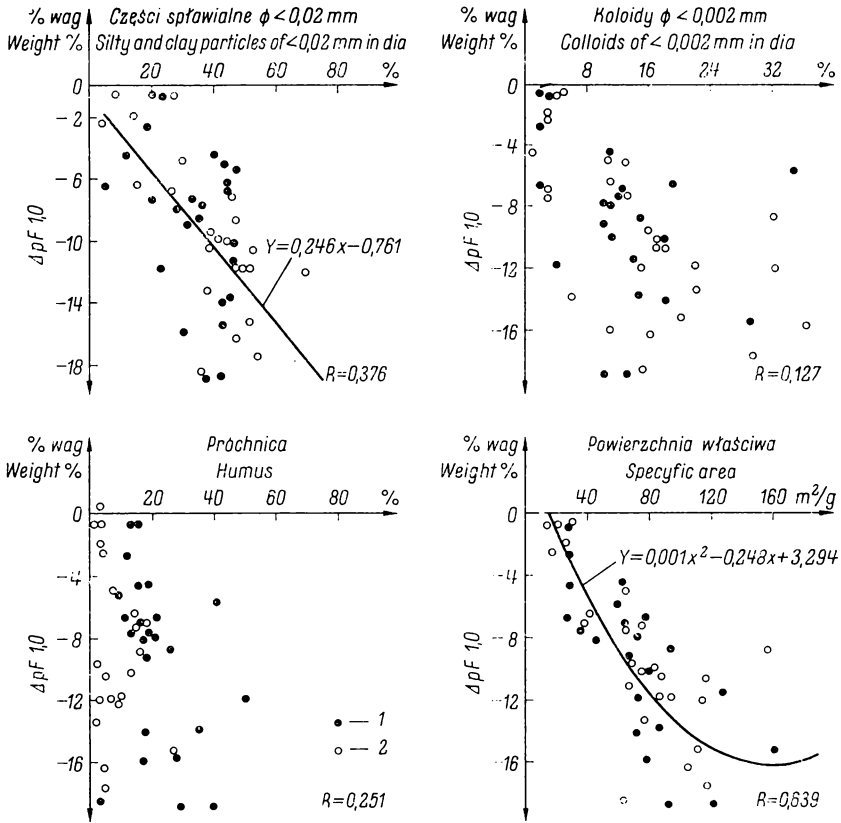 % wag Części spławialne ϕ<0,02 mm
Weight % Silty and clay particles of <0,02 mm in dia
20 40 60 80 %
0
−2
−6
−10
−14
−18
ΔpF 1,0
Y=0,246x−0,761
R=0,376
% wag Koloidy ϕ<0,002mm
Weight % Colloids of <0,002 mm in dia
8 16 24 32 %
0
−4
−8
−12
−16
ΔpF 1,0
R=0,127
% wag Próchnica
Weight % Humus
20 40 60 80 %
0
−4
−8
−12
−16
ΔpF 1,0
1
2
R=0,251
% wag Powierzchnia właściwa
Weight % Specyfic area
40 80 120 160 m²/g
0
−4
−8
−12
−16
ΔpF 1,0
Y=0,001x²−0,248x+3,294
R=0,639